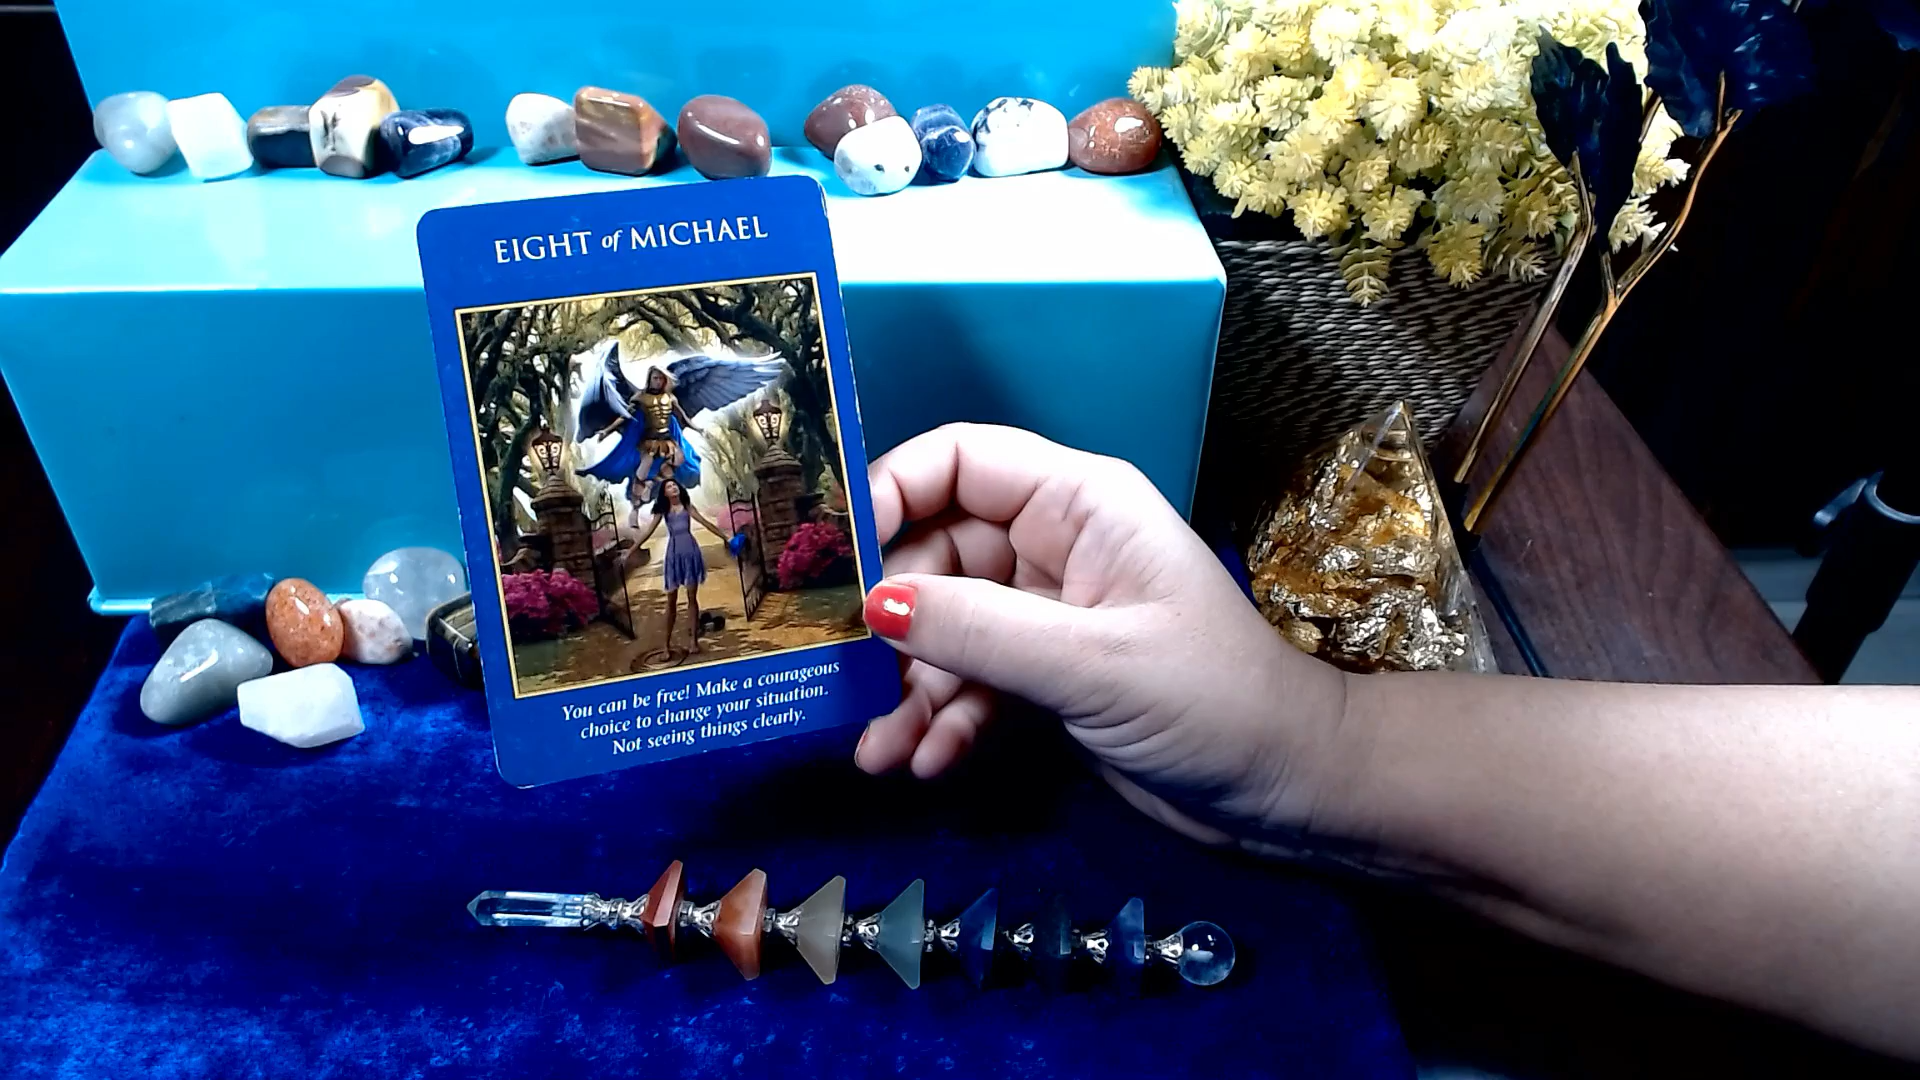 EIGHT of MICHAEL
You can be free! Make a courageous
choice to change your situation.
Not seeing things clearly.